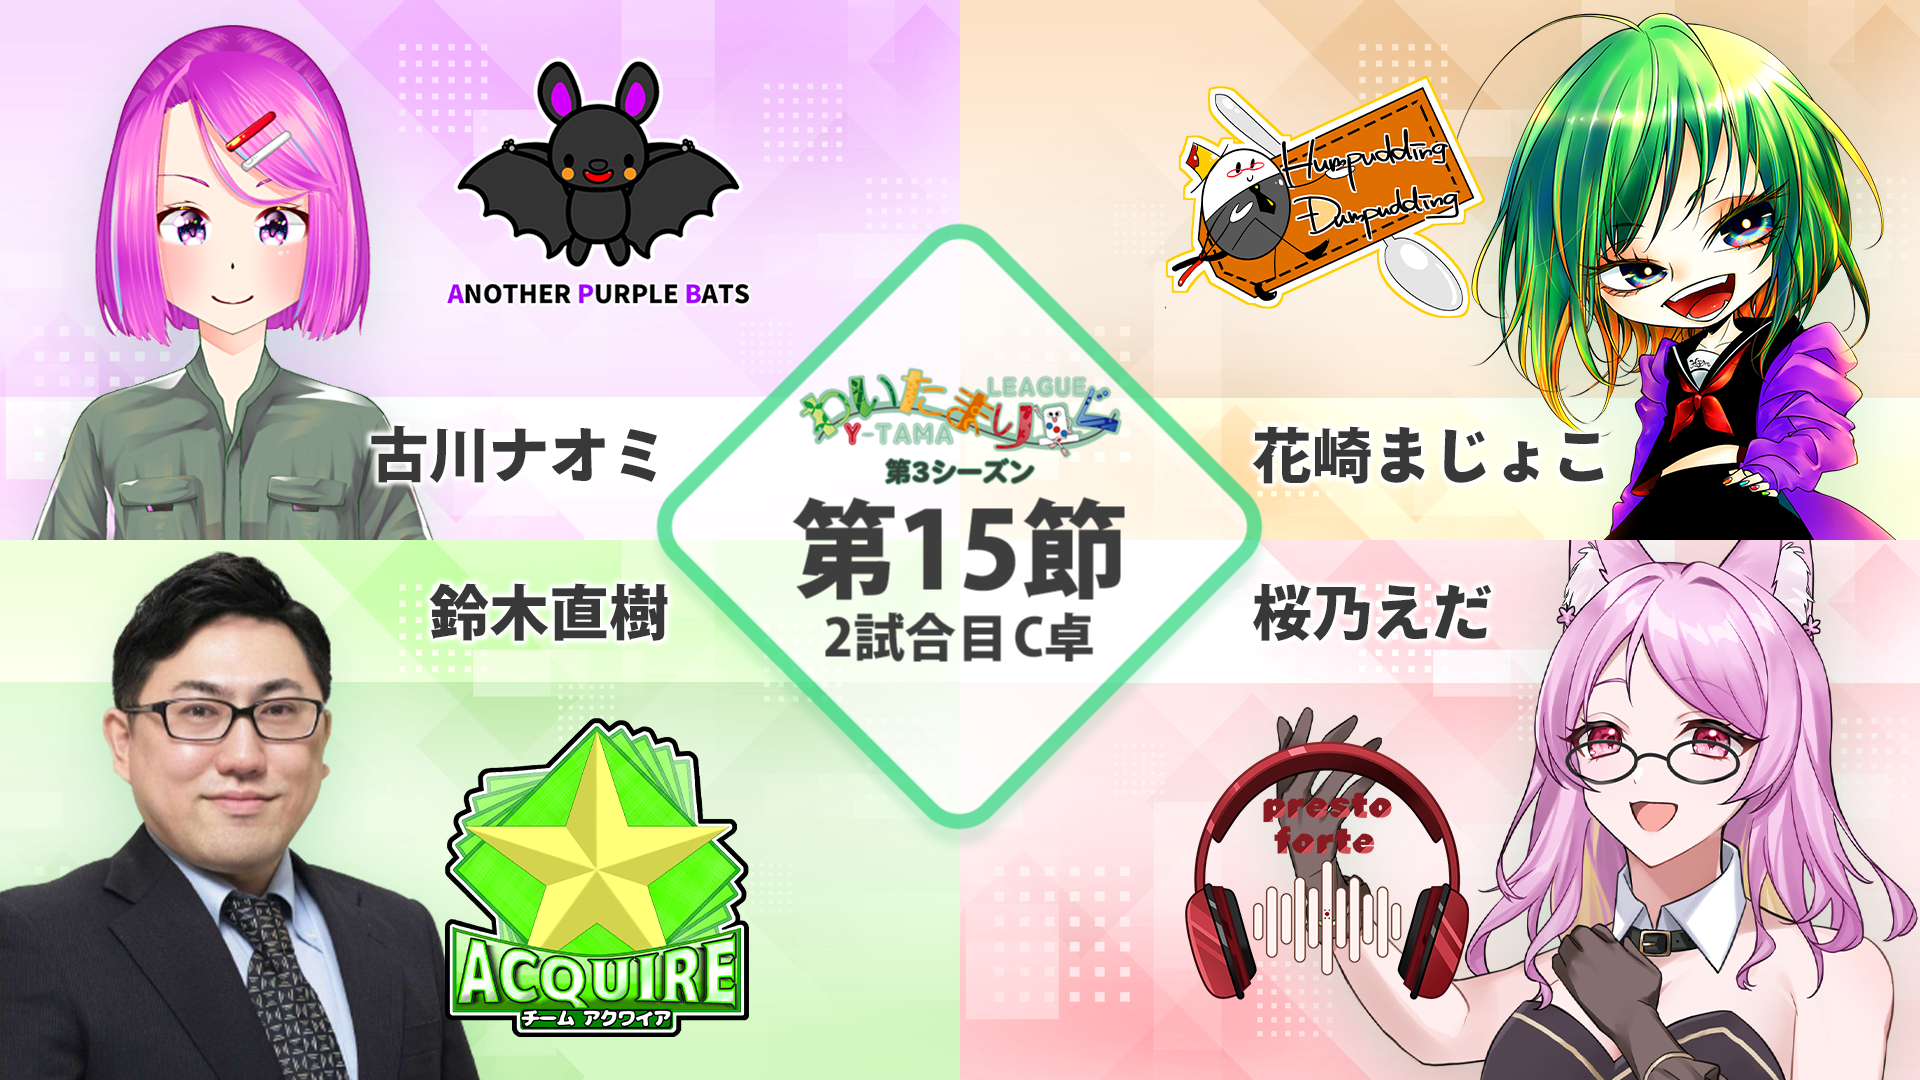 ANOTHER PURPLE BATS
古川ナオミ
Humpudding
Dumpudding
花崎まじょこ
わいたまりーぐ
LEAGUE
Y-TAMA
第3シーズン
第15節
2試合目 C卓
鈴木直樹
ACQUIRE
チーム アクワイア
桜乃えだ
presto
forte